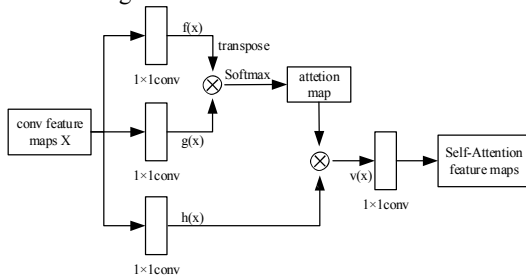 f(x)
transpose
1×1conv
Softmax
attetion
map
conv feature
maps X
g(x)
1×1conv
v(x)
1×1conv
Self-Attention
feature maps
h(x)
1×1conv